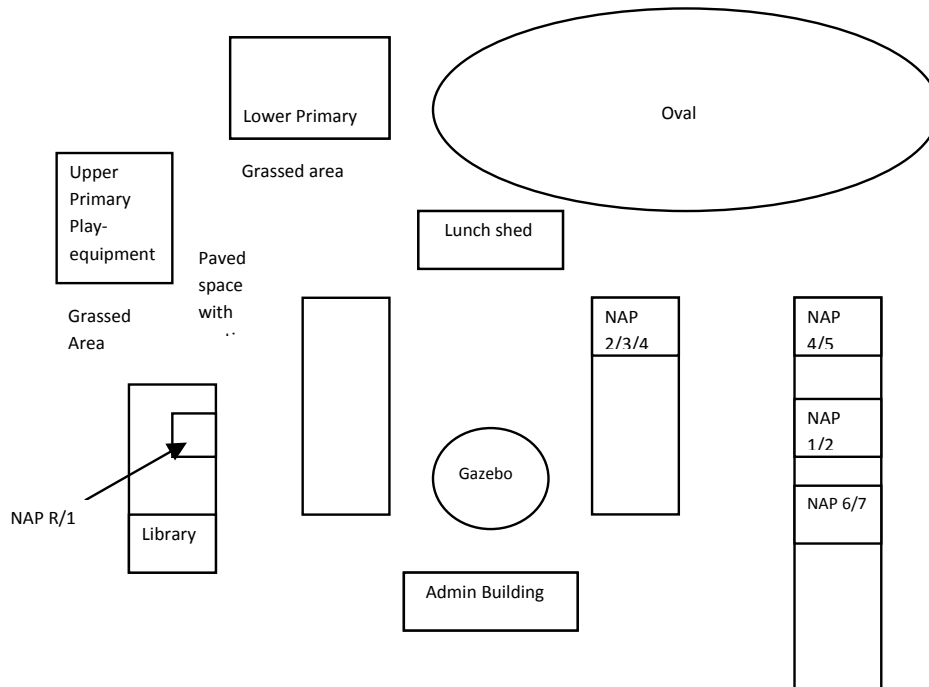 Oval
Lower Primary
Grassed area
Upper
Primary
Play-
equipment
Lunch shed
Paved
space
with
Grassed
Area
NAP
2/3/4
NAP
4/5
NAP
1/2
Gazebo
NAP 6/7
NAP R/1
Library
Admin Building